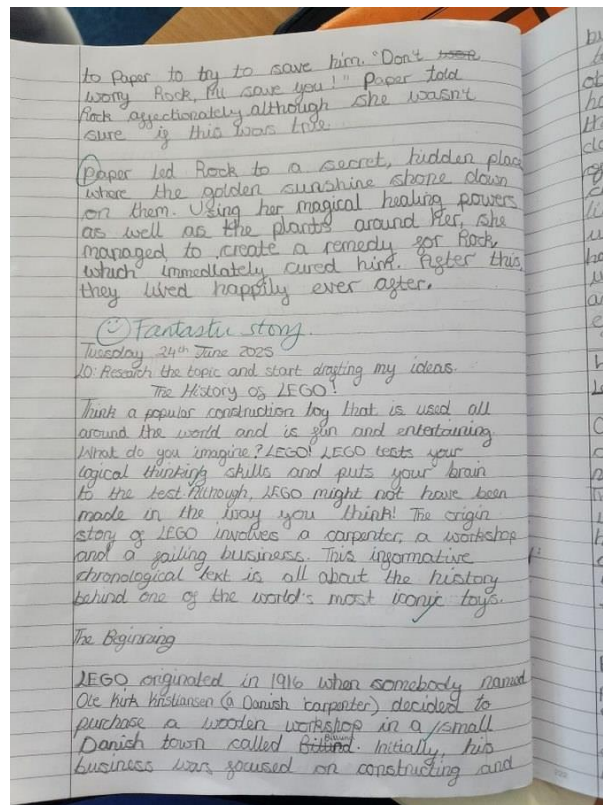 to Paper to try to save him. "Don't
worry Rock, I'll save you!" Paper told
Rock affectionately although she wasn't
sure if this was true.
Paper led Rock to a secret, hidden place
where the golden sunshine shone down
on them. Using her magical healing powers
as well as the plants around her, she
managed to create a remedy for Rock
which immediately cured him. After this,
they lived happily ever after.
Fantastic story.
Tuesday 24th June 2025
LO: Research the topic and start drafting my ideas.
The History of LEGO!
Think a popular construction toy that is used all
around the world and is fun and entertaining.
What do you imagine? LEGO! LEGO tests your
logical thinking skills and puts your brain
to the test. Although, LEGO might not have been
made in the way you think! The origin
story of LEGO involves a carpenter, a workshop
and a failing business. This informative
chronological text is all about the history
behind one of the world's most iconic toys.
The Beginning
LEGO originated in 1916 when somebody named
Ole Kirk Kristiansen (a Danish carpenter) decided to
purchase a wooden workshop in a small
Danish town called Billund. Initially, his
business was focused on constructing and